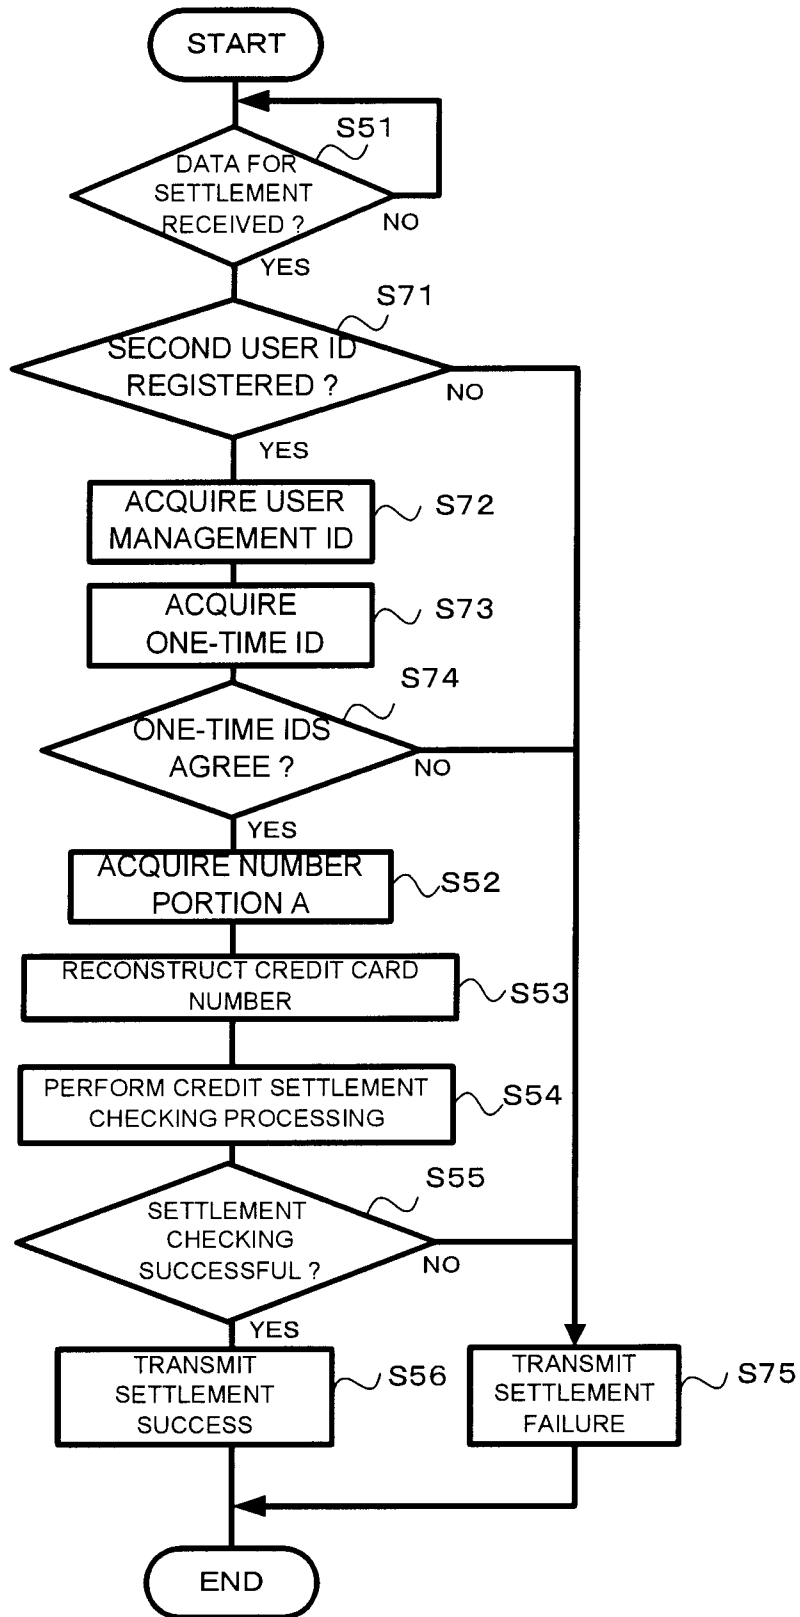 START
S51
DATA FOR
SETTLEMENT
RECEIVED ?
NO
YES
S71
SECOND USER ID
REGISTERED ?
NO
YES
ACQUIRE USER
MANAGEMENT ID
S72
ACQUIRE
ONE-TIME ID
S73
S74
ONE-TIME IDS
AGREE ?
NO
YES
ACQUIRE NUMBER
PORTION A
S52
RECONSTRUCT CREDIT CARD
NUMBER
S53
PERFORM CREDIT SETTLEMENT
CHECKING PROCESSING
S54
S55
SETTLEMENT
CHECKING
SUCCESSFUL ?
NO
YES
TRANSMIT
SETTLEMENT
SUCCESS
S56
TRANSMIT
SETTLEMENT
FAILURE
S75
END